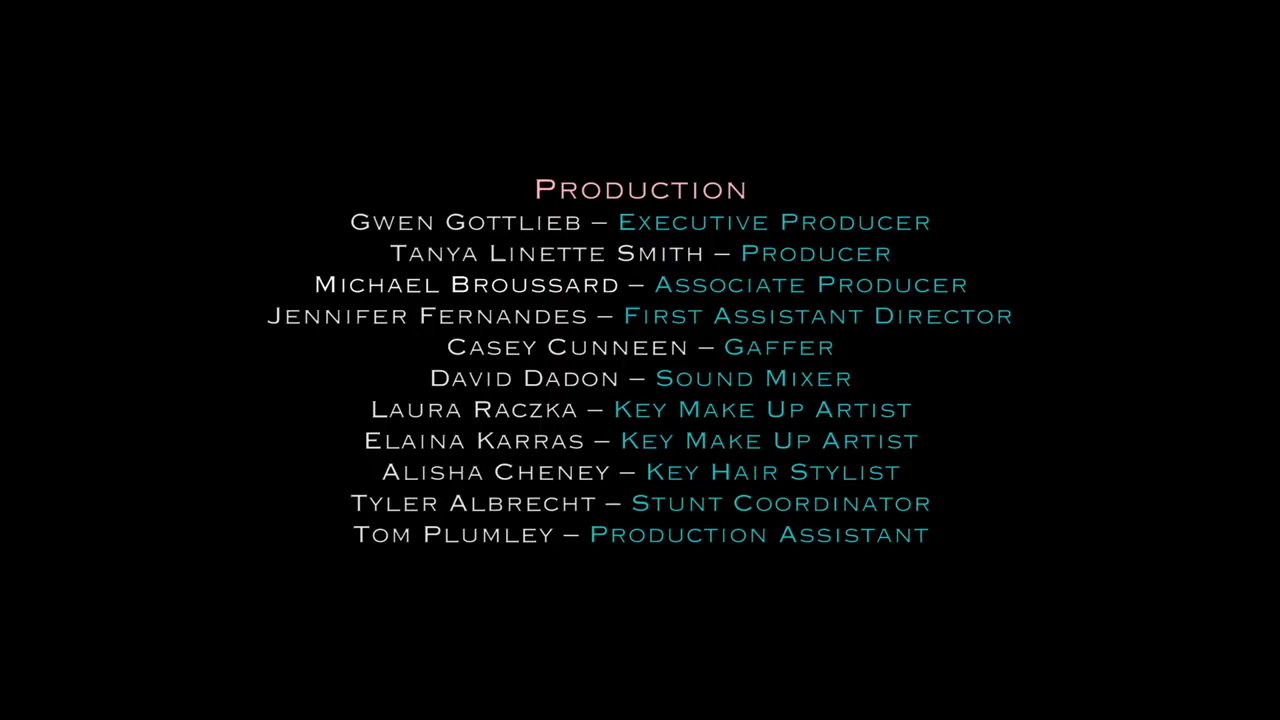 Production
Gwen Gottlieb – Executive Producer
Tanya Linette Smith – Producer
Michael Broussard – Associate Producer
Jennifer Fernandes – First Assistant Director
Casey Cunneen – Gaffer
David Dadon – Sound Mixer
Laura Raczka – Key Make Up Artist
Elaina Karras – Key Make Up Artist
Alisha Cheney – Key Hair Stylist
Tyler Albrecht – Stunt Coordinator
Tom Plumley – Production Assistant